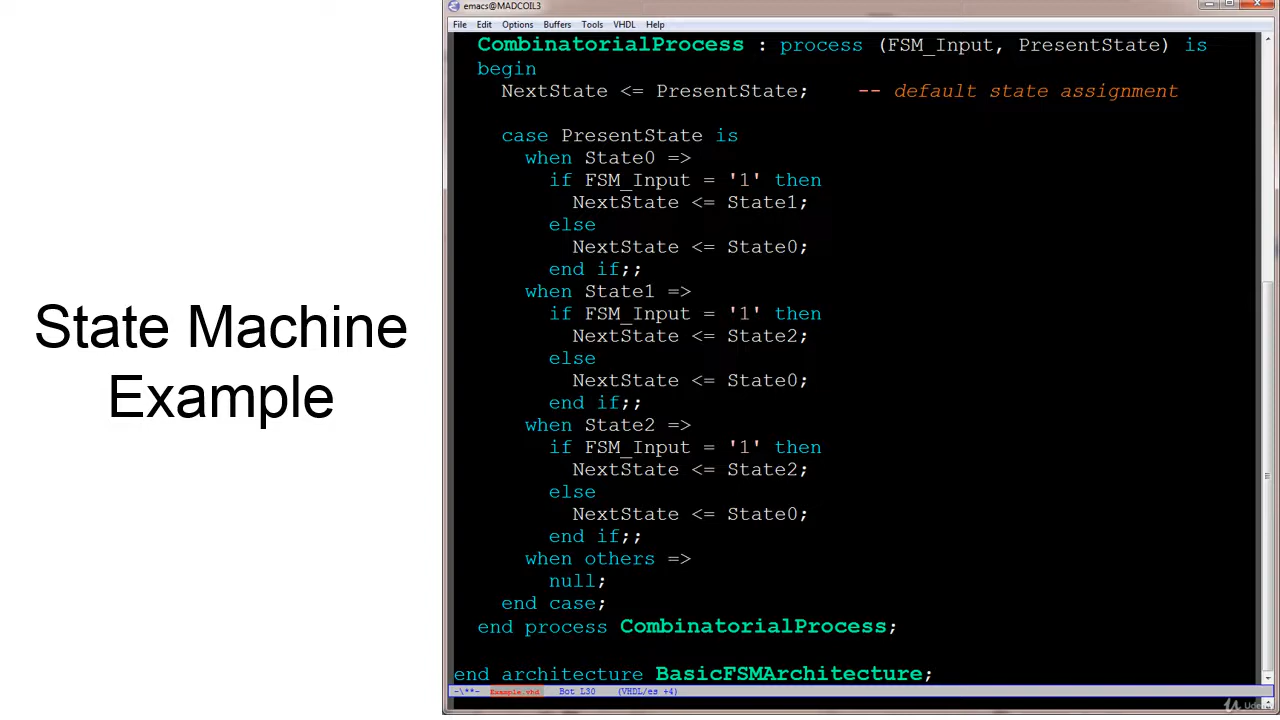 emacs@MADCOIL3
File Edit Options Buffers Tools VHDL Help
CombinatorialProcess : process (FSM_Input, PresentState) is
begin
NextState <= PresentState; -- default state assignment
case PresentState is
when State0 =>
if FSM_Input = '1' then
NextState <= State1;
else
NextState <= State0;
end if;;
when State1 =>
if FSM_Input = '1' then
NextState <= State2;
else
NextState <= State0;
end if;;
when State2 =>
if FSM_Input = '1' then
NextState <= State2;
else
NextState <= State0;
end if;;
when others =>
null;
end case;
end process CombinatorialProcess;
end architecture BasicFSMArchitecture;
-\**- Example.vhd Bot L30 (VHDL/es +4)
State Machine
Example